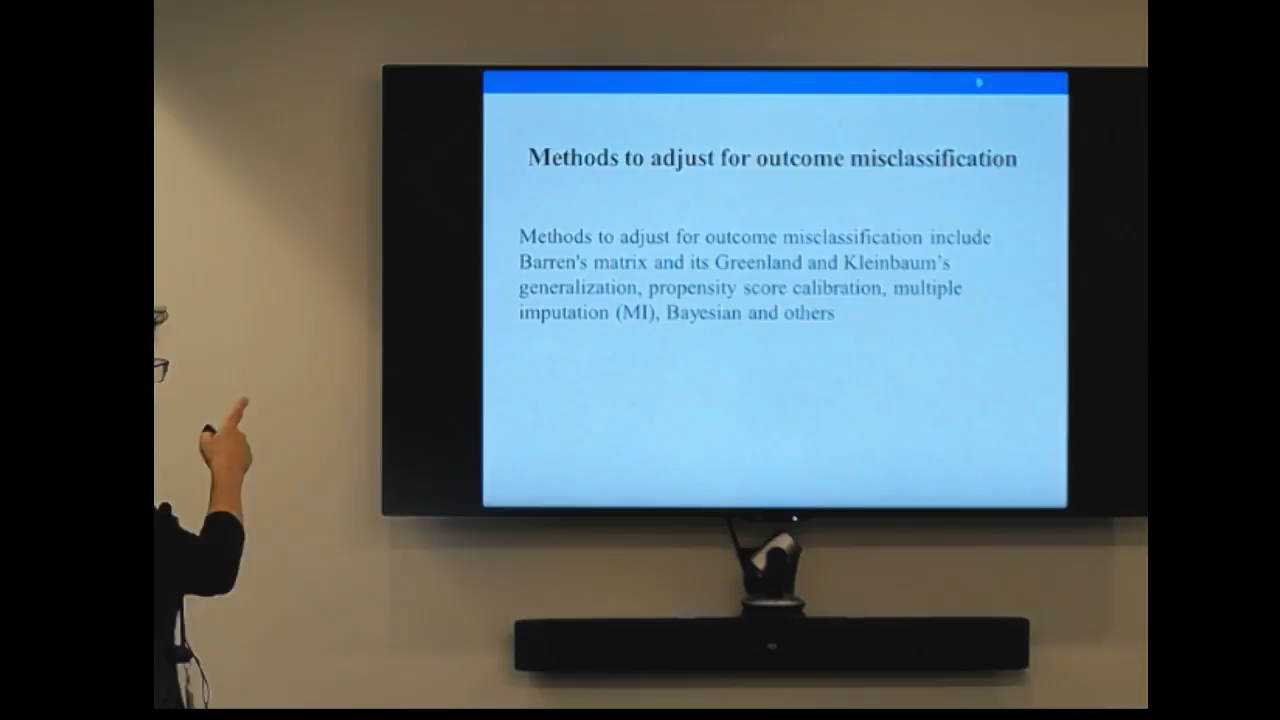 Methods to adjust for outcome misclassification
Methods to adjust for outcome misclassification include
Barren's matrix and its Greenland and Kleinbaum's
generalization, propensity score calibration, multiple
imputation (MI), Bayesian and others